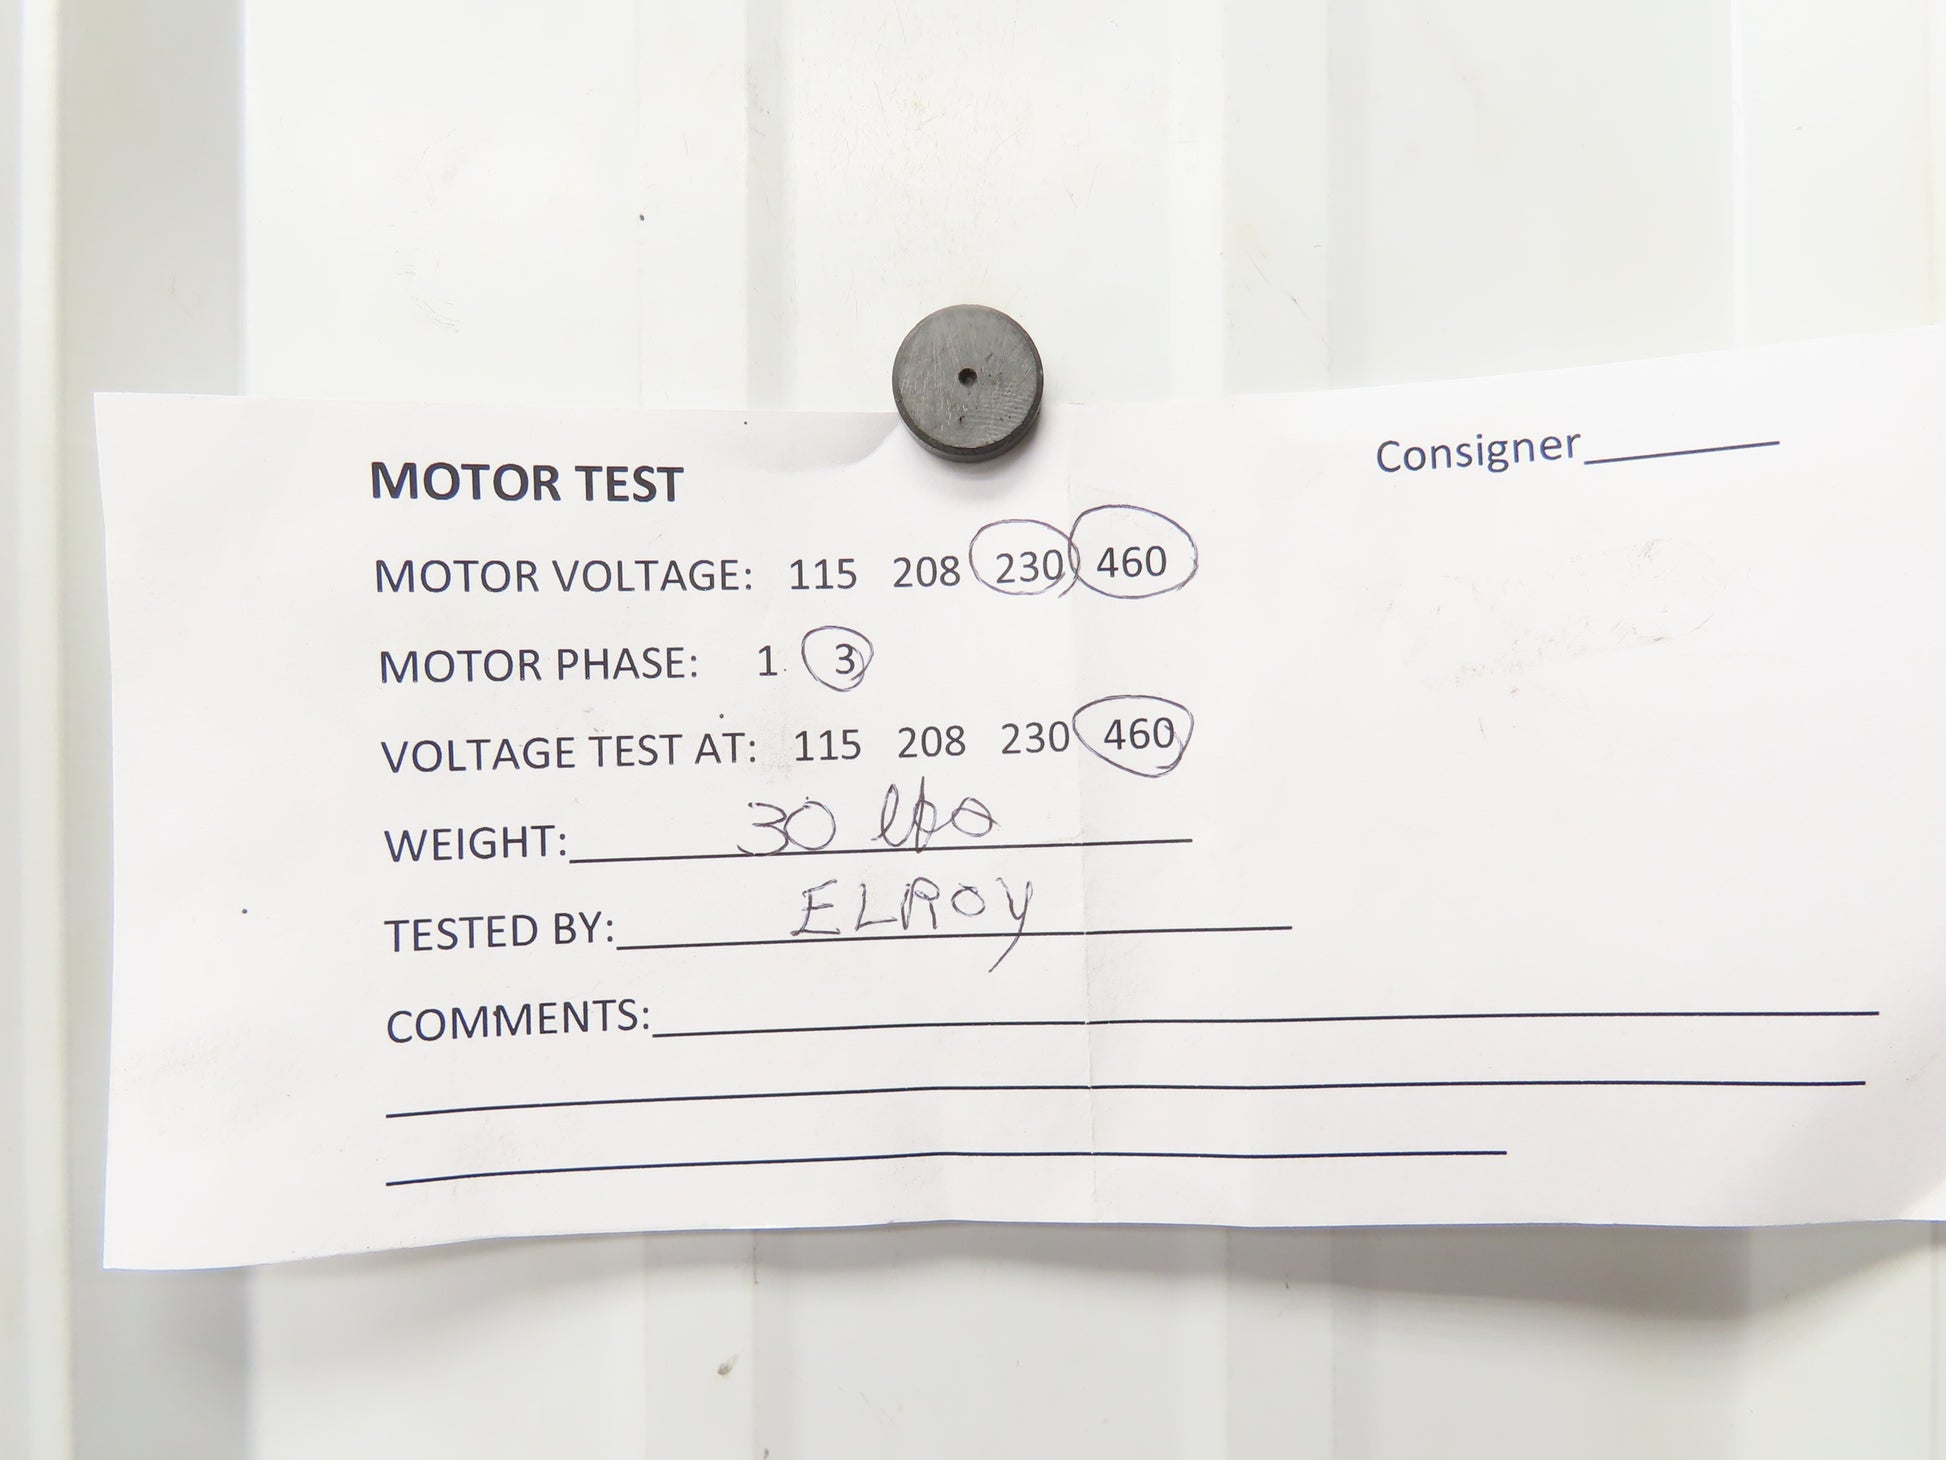 Consigner
MOTOR TEST
MOTOR VOLTAGE: 115 208 230 460
MOTOR PHASE: 1 3
VOLTAGE TEST AT: 115 208 230 460
WEIGHT: 30 lbs
TESTED BY: ELROY
COMMENTS: